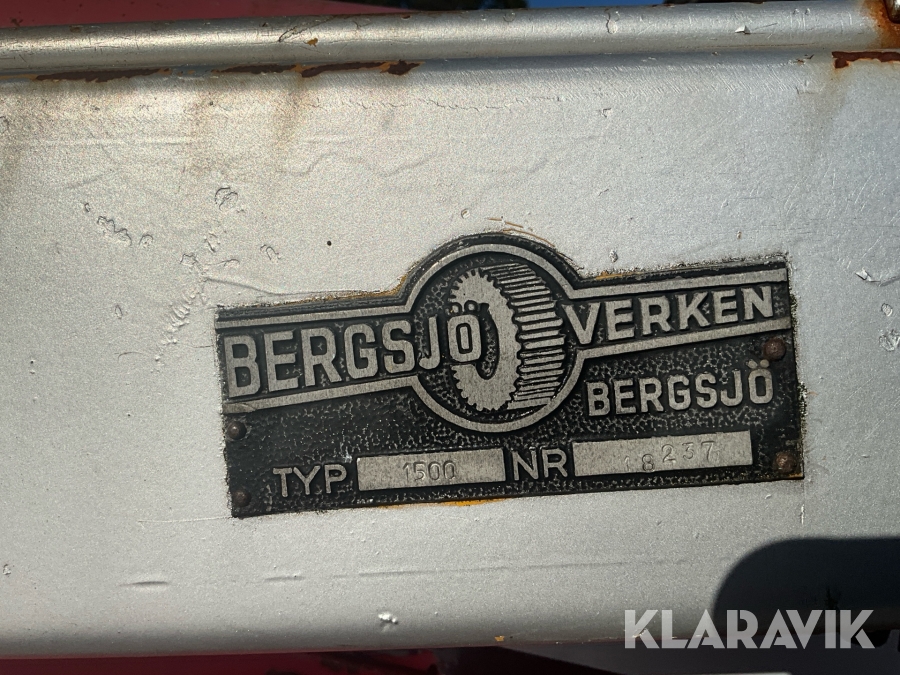 BERGSJÖ VERKEN
BERGSJÖ
TYP 1500 NR 18237
KLARAVIK